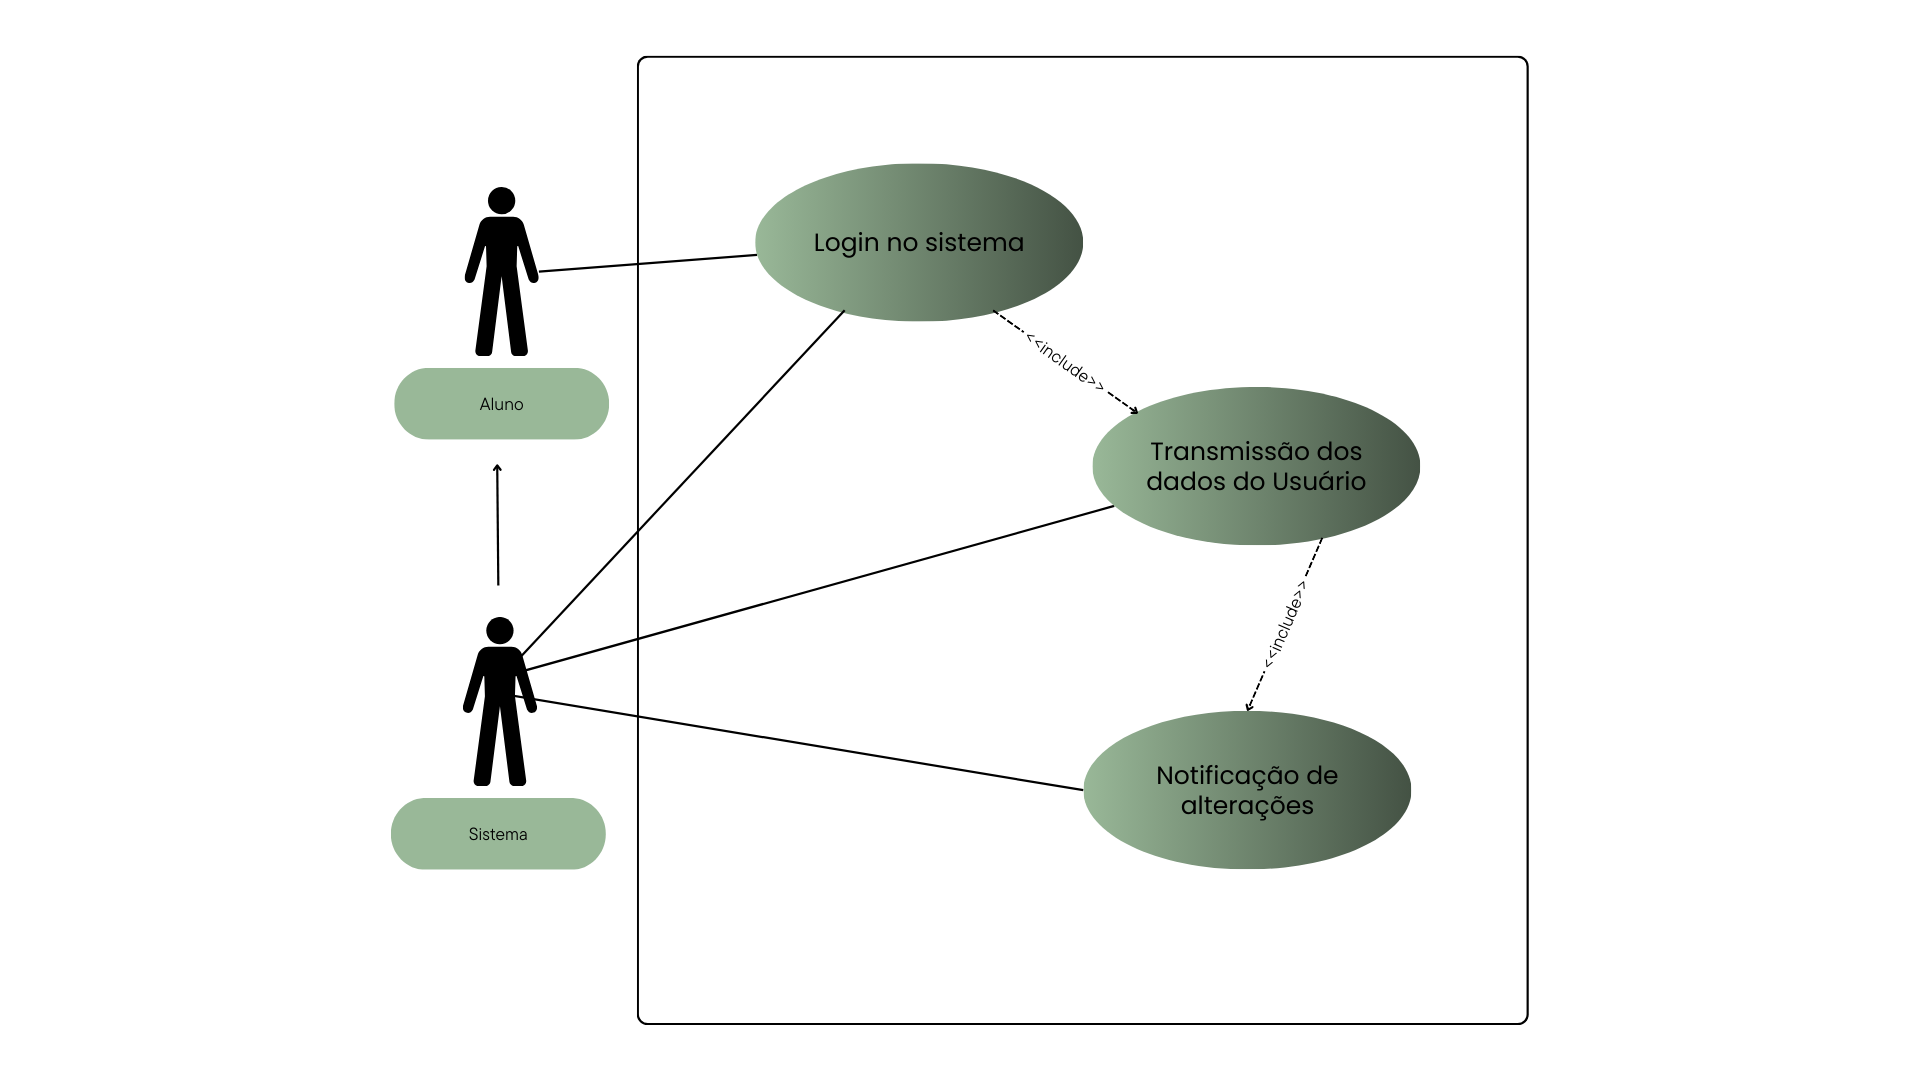 Login no sistema
<<include>>
Aluno
Transmissão dos
dados do Usuário
<<include>>
Notificação de
alterações
Sistema